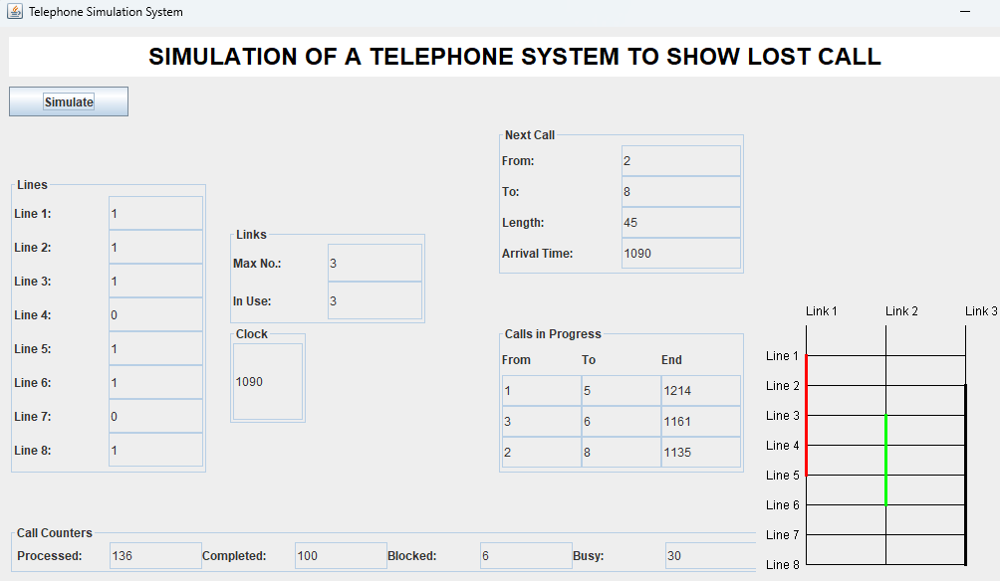 Telephone Simulation System
SIMULATION OF A TELEPHONE SYSTEM TO SHOW LOST CALL
Simulate
Next Call
From: 2
To: 8
Length: 45
Arrival Time: 1090
Lines
Line 1: 1
Line 2: 1
Line 3: 1
Line 4: 0
Line 5: 1
Line 6: 1
Line 7: 0
Line 8: 1
Links
Max No.: 3
In Use: 3
Clock
1090
Calls in Progress
From To End
1 5 1214
3 6 1161
2 8 1135
Link 1 Link 2 Link 3
Line 1
Line 2
Line 3
Line 4
Line 5
Line 6
Line 7
Line 8
Call Counters
Processed: 136 Completed: 100 Blocked: 6 Busy: 30